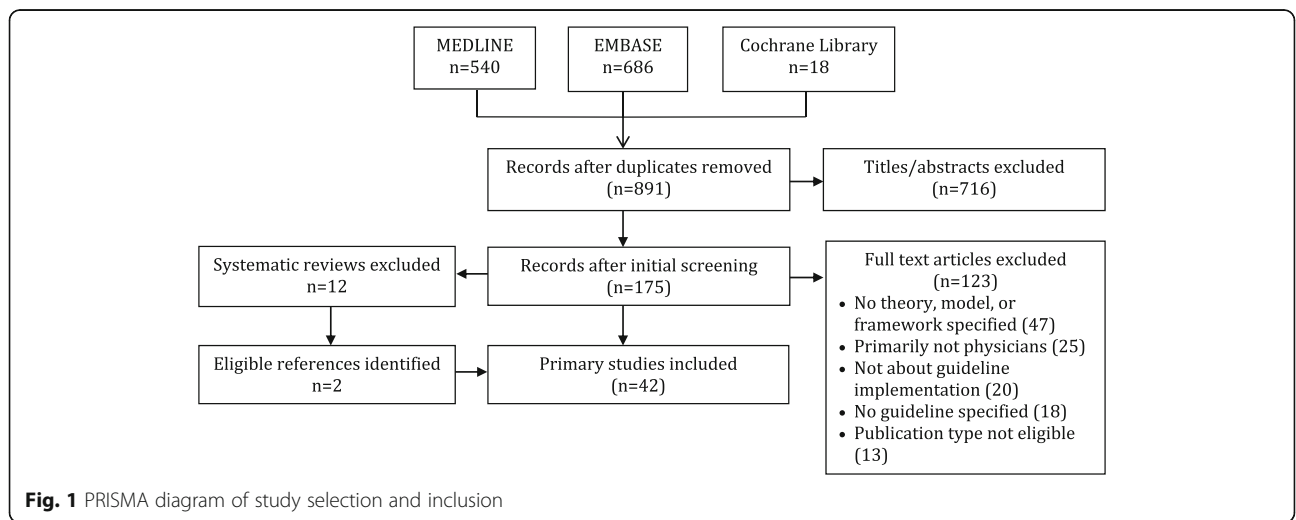 MEDLINE
n=540
EMBASE
n=686
Cochrane Library
n=18
Records after duplicates removed
(n=891)
Titles/abstracts excluded
(n=716)
Systematic reviews excluded
n=12
Records after initial screening
(n=175)
Full text articles excluded
(n=123)
• No theory, model, or
framework specified (47)
• Primarily not physicians (25)
• Not about guideline
implementation (20)
• No guideline specified (18)
• Publication type not eligible
(13)
Eligible references identified
n=2
Primary studies included
(n=42)
Fig. 1 PRISMA diagram of study selection and inclusion